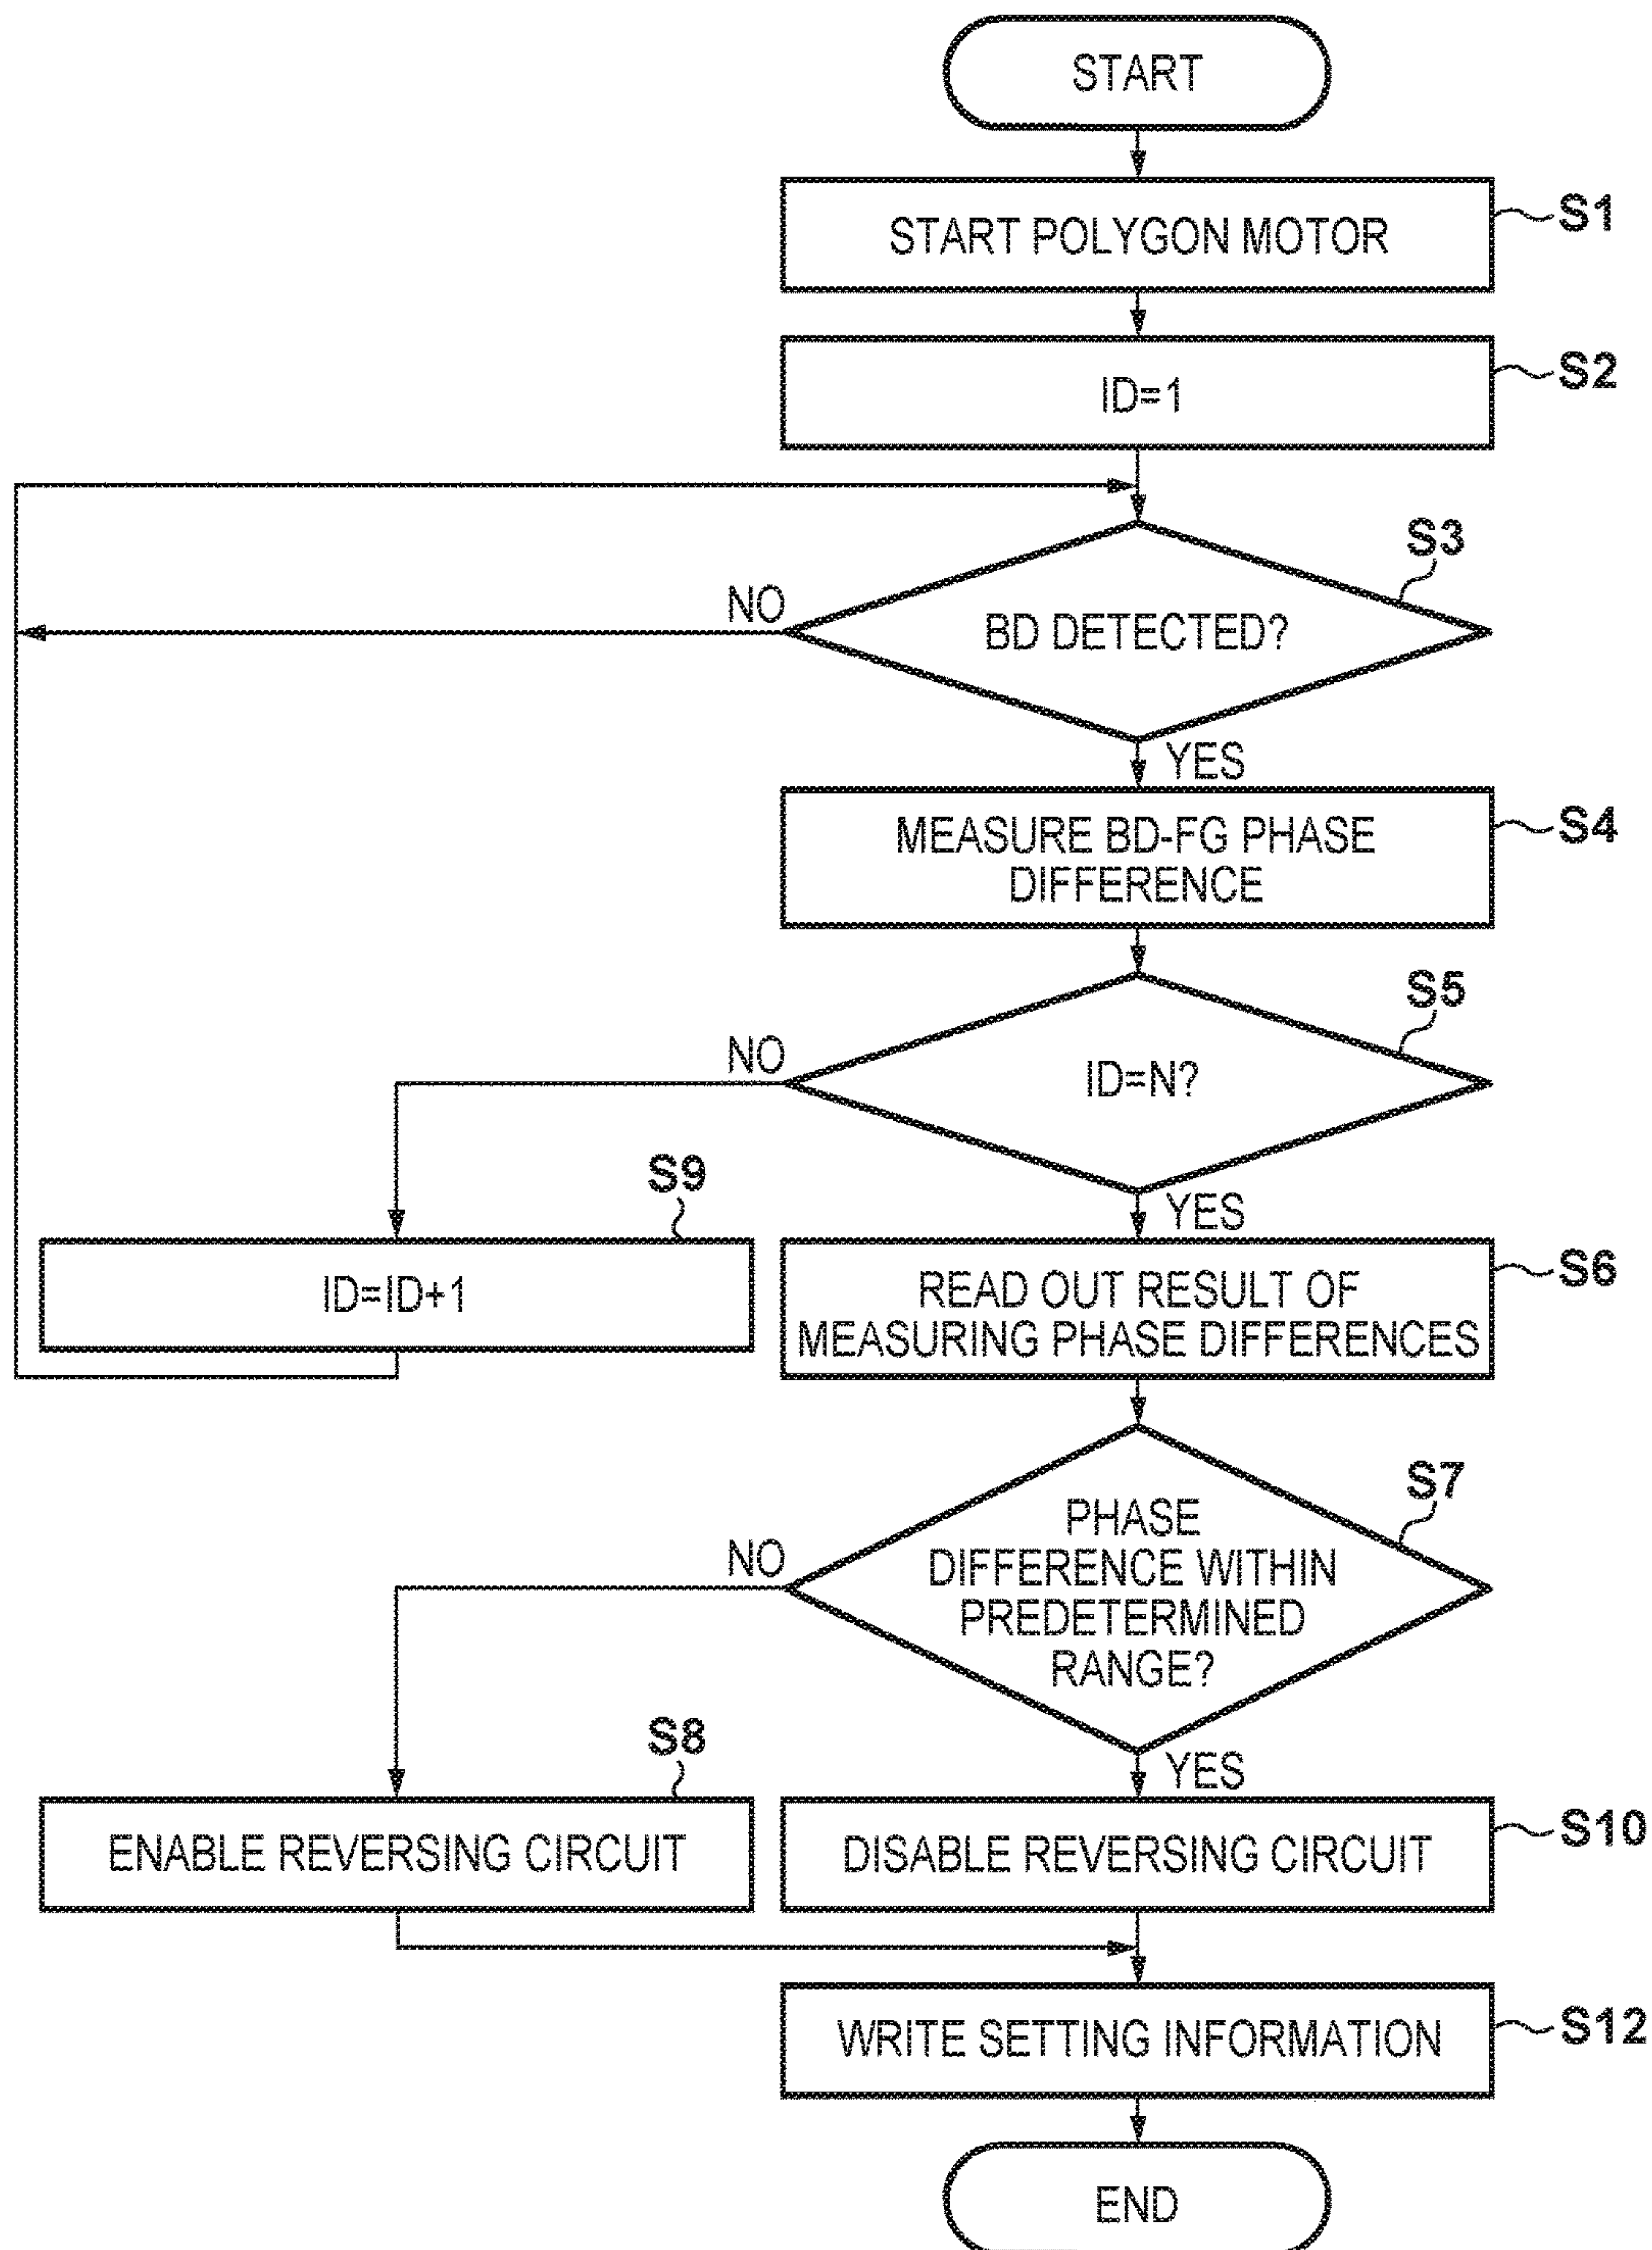 START
START POLYGON MOTOR
S1
ID=1
S2
S3
NO
BD DETECTED?
YES
MEASURE BD-FG PHASE
DIFFERENCE
S4
S5
NO
ID=N?
YES
S9
ID=ID+1
READ OUT RESULT OF
MEASURING PHASE DIFFERENCES
S6
S7
NO
PHASE
DIFFERENCE WITHIN
PREDETERMINED
RANGE?
YES
S8
ENABLE REVERSING CIRCUIT
DISABLE REVERSING CIRCUIT
S10
WRITE SETTING INFORMATION
S12
END